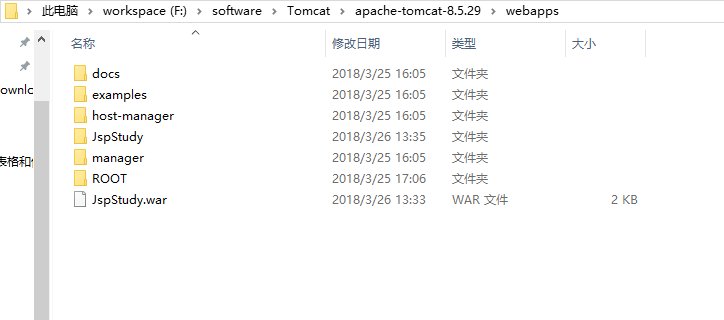 此电脑 > workspace (F:) > software > Tomcat > apache-tomcat-8.5.29 > webapps
名称 修改日期 类型 大小
docs 2018/3/25 16:05 文件夹
ownlo
examples 2018/3/25 16:05 文件夹
host-manager 2018/3/25 16:05 文件夹
JspStudy 2018/3/26 13:35 文件夹
表格和
manager 2018/3/25 16:05 文件夹
ROOT 2018/3/25 17:06 文件夹
JspStudy.war 2018/3/26 13:33 WAR 文件 2 KB